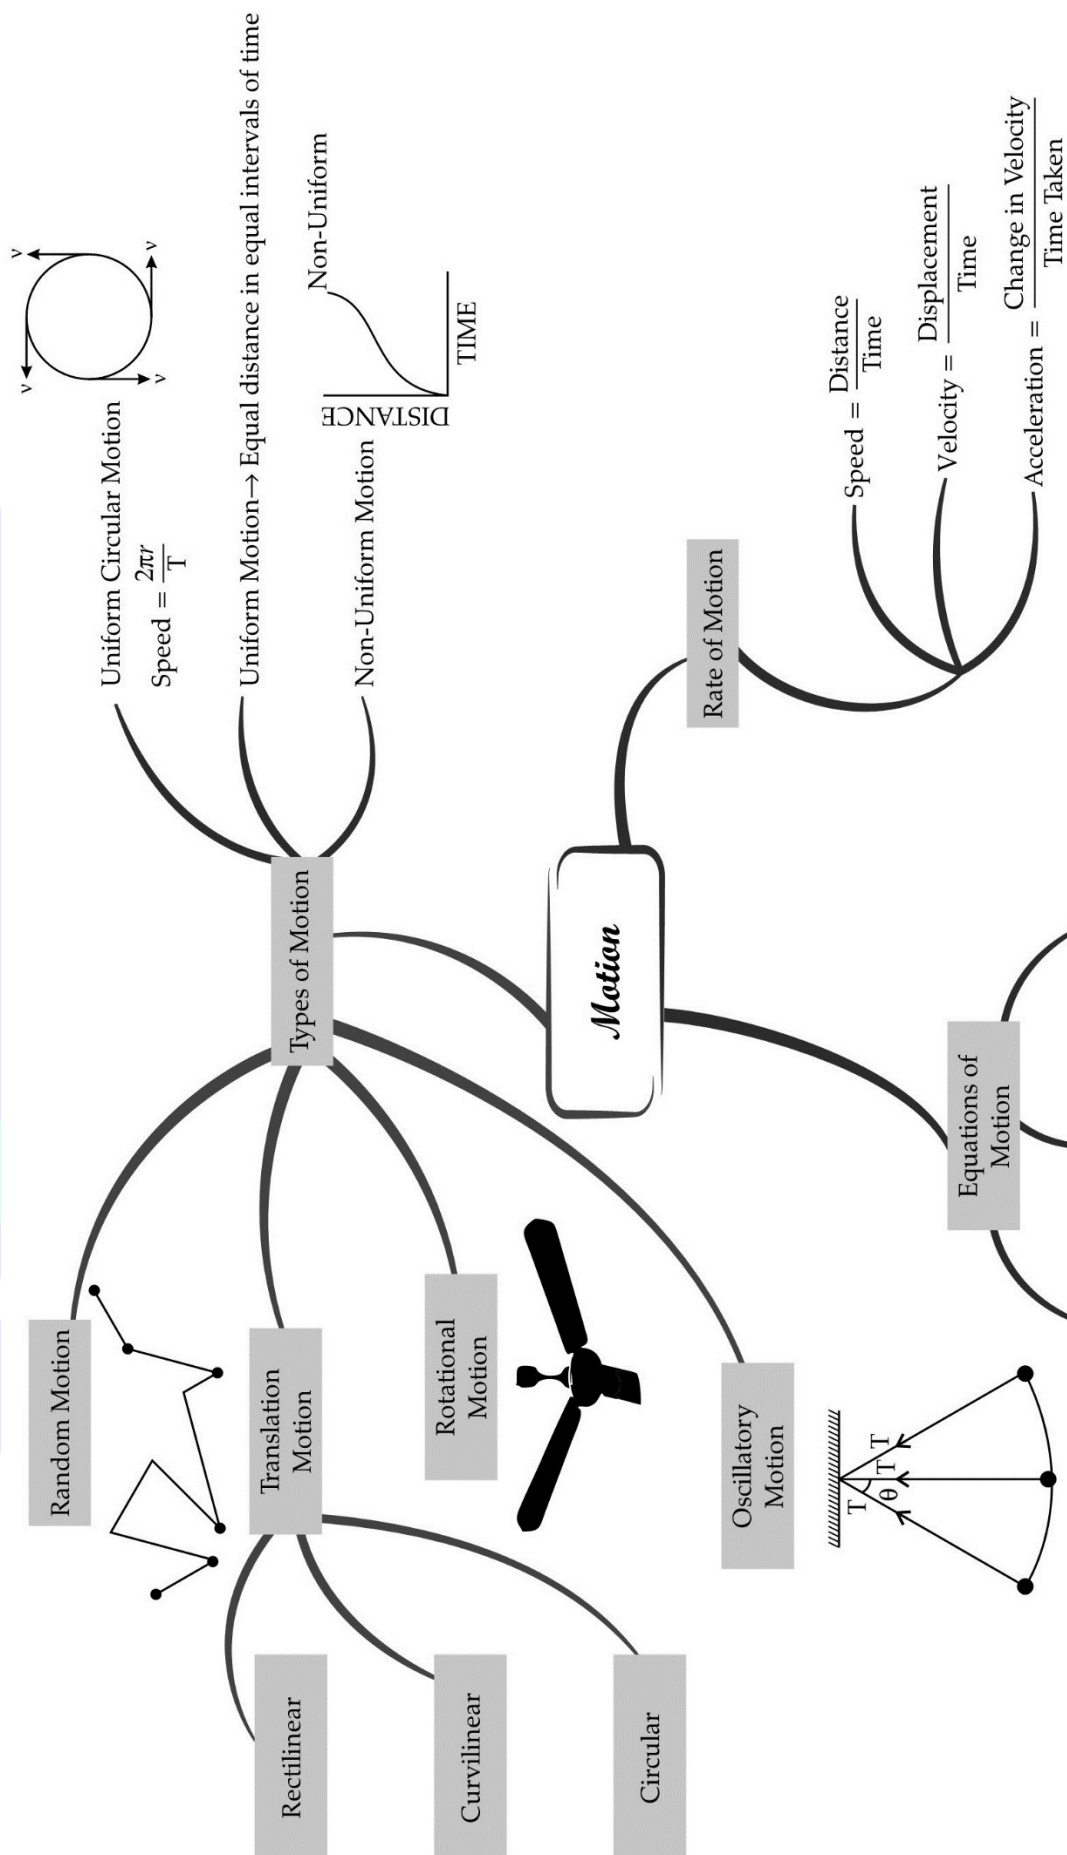 Rectilinear
Curvilinear
Circular
Random Motion
Translation
Motion
Rotational
Motion
Oscillatory
Motion
T
θ
T
T
Types of Motion
Uniform Circular Motion
Speed = 2πr/T
v
v
v
v
Uniform Motion→ Equal distance in equal intervals of time
Non-Uniform Motion
DISTANCE
TIME
Non-Uniform
Motion
Rate of Motion
Speed = Distance/Time
Velocity = Displacement/Time
Acceleration = Change in Velocity/Time Taken
Equations of
Motion